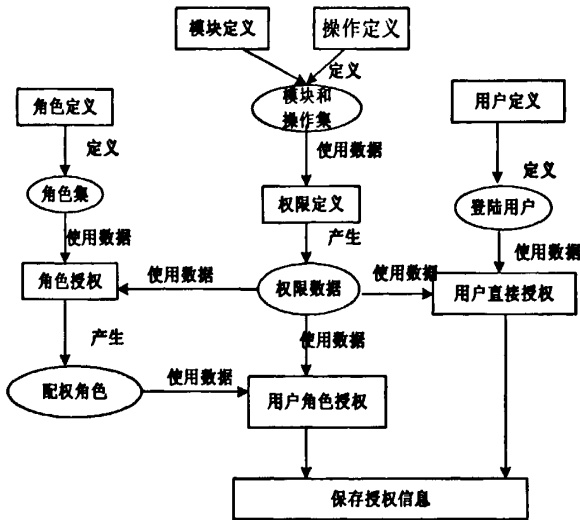 模块定义
操作定义
定义
角色定义
模块和
操作集
用户定义
定义
使用数据
定义
角色集
权限定义
登陆用户
使用数据
产生
使用数据
角色授权
使用数据
权限数据
使用数据
用户直接授权
产生
使用数据
配权角色
使用数据
用户角色授权
保存授权信息